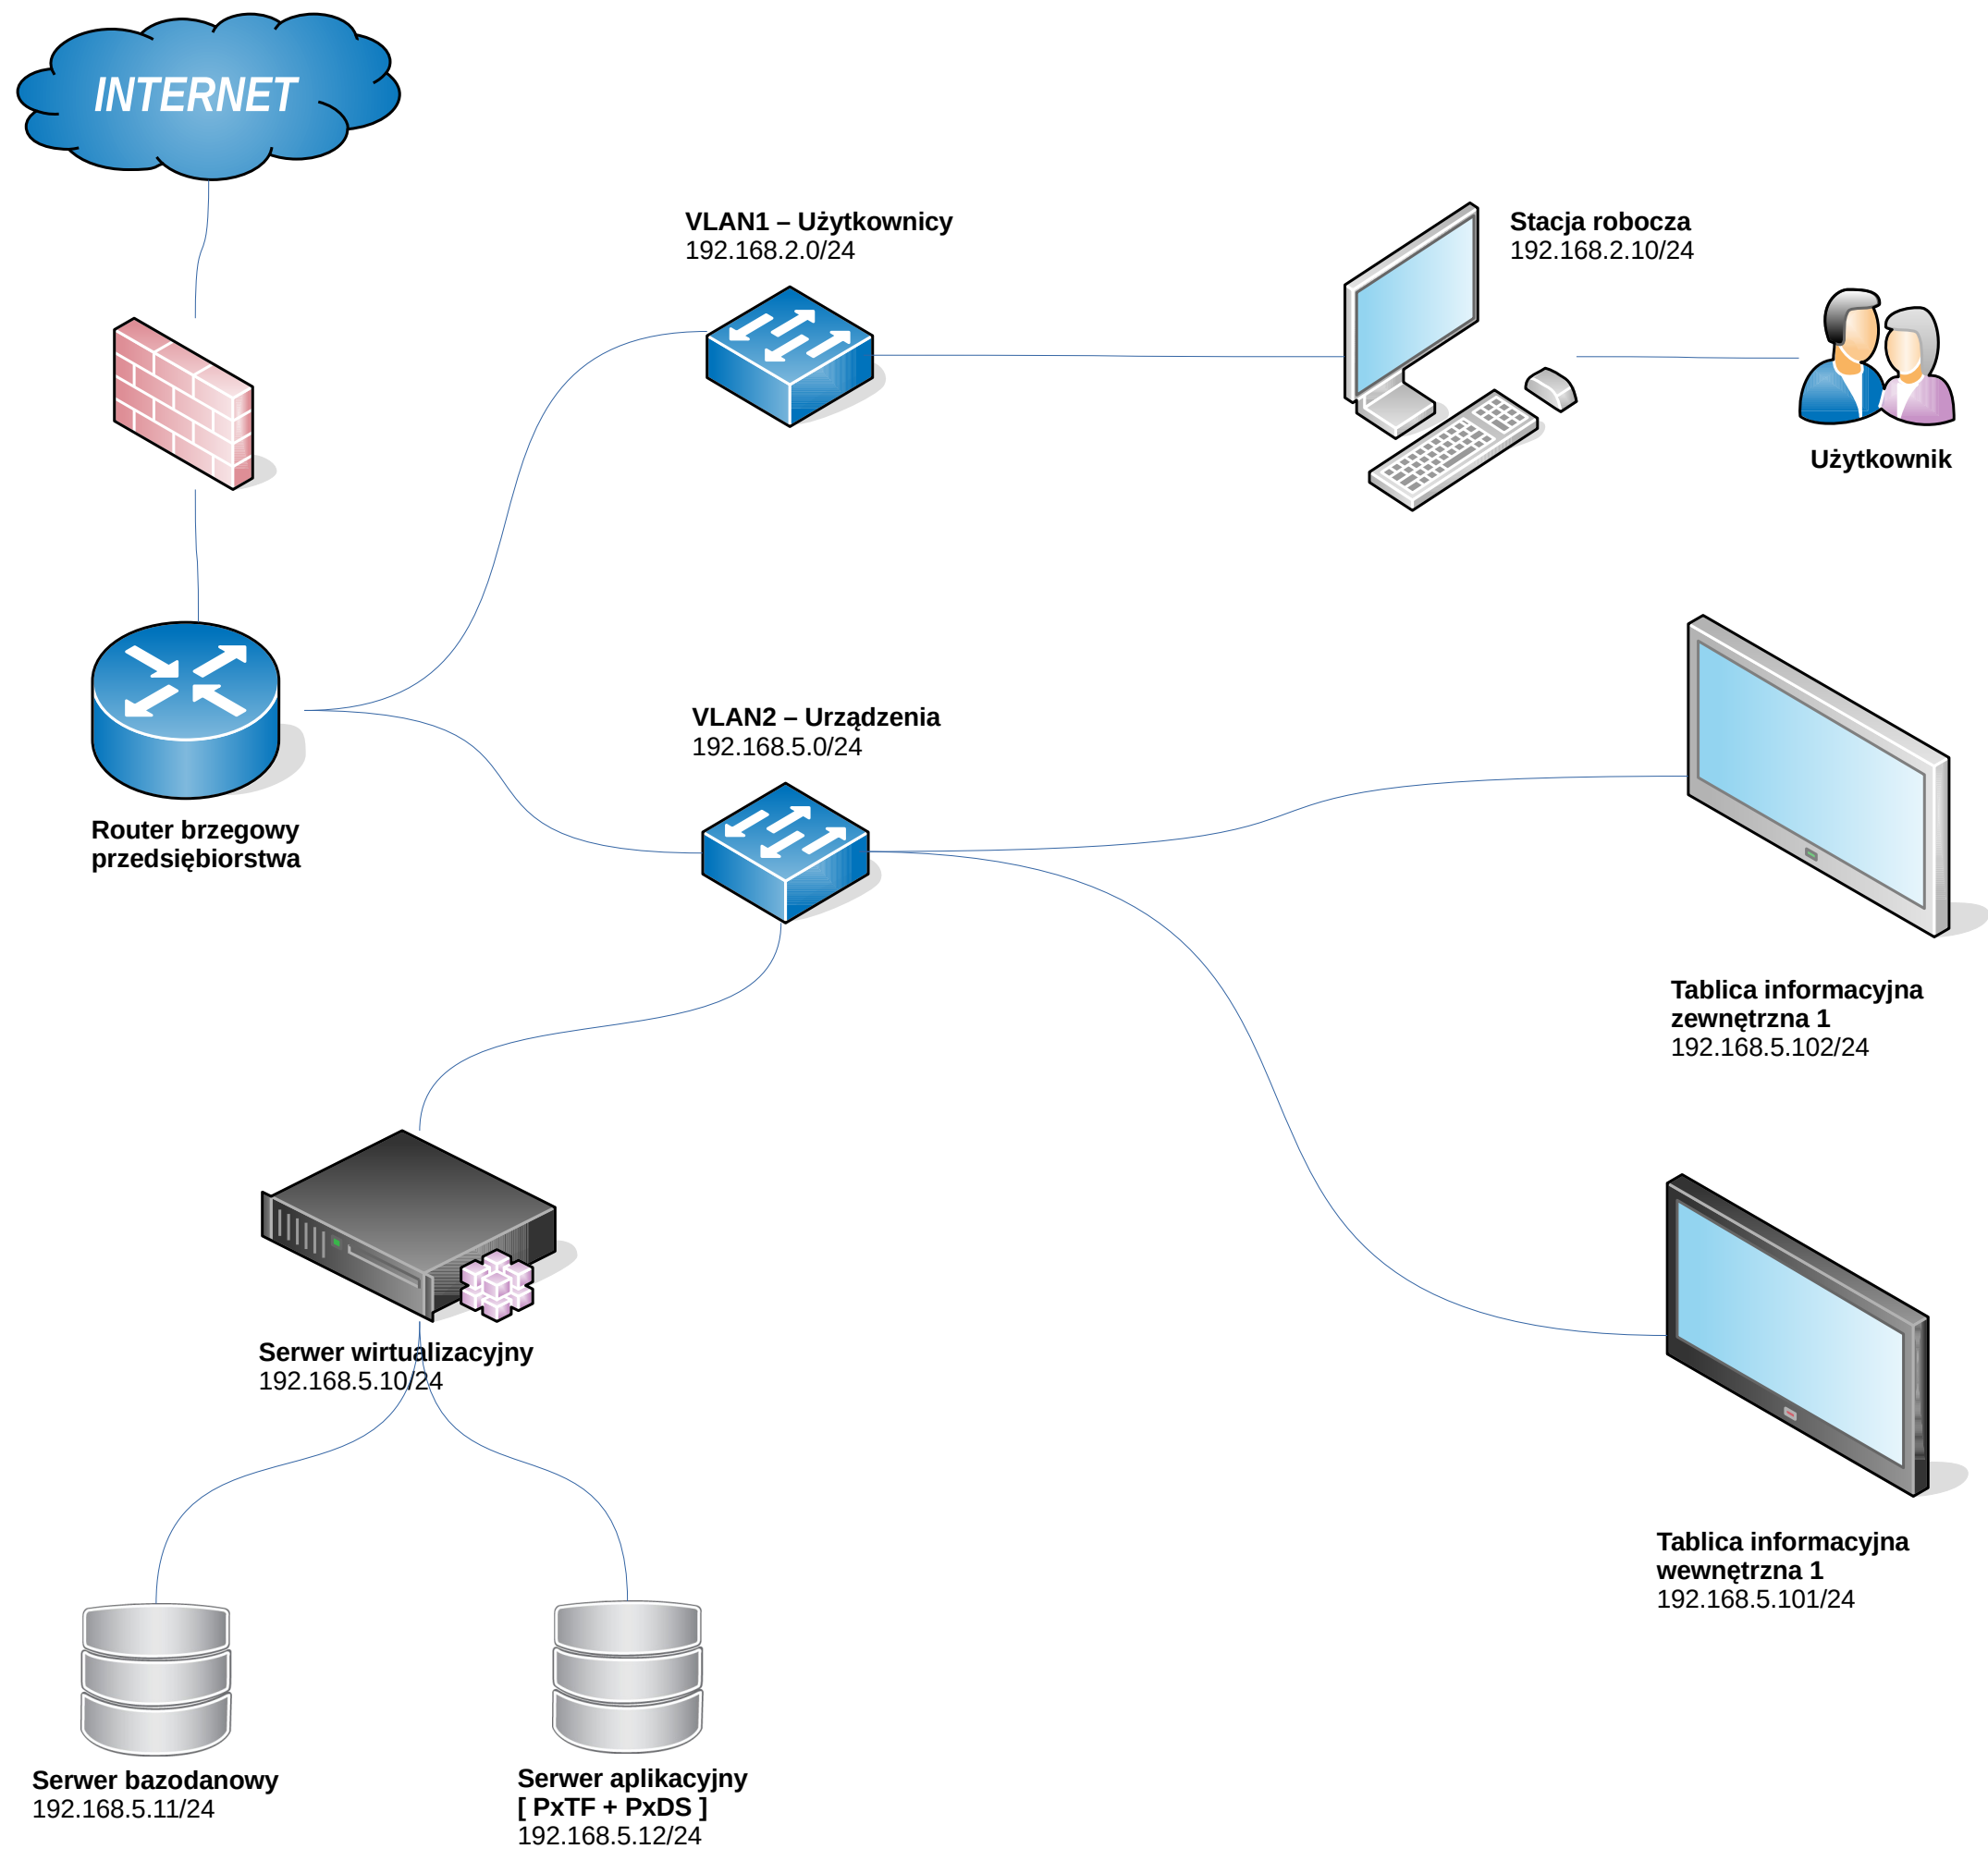 INTERNET
VLAN1 – Użytkownicy
192.168.2.0/24
Stacja robocza
192.168.2.10/24
Użytkownik
VLAN2 – Urządzenia
192.168.5.0/24
Router brzegowy
przedsiębiorstwa
Tablica informacyjna
zewnętrzna 1
192.168.5.102/24
Serwer wirtualizacyjny
192.168.5.10/24
Tablica informacyjna
wewnętrzna 1
192.168.5.101/24
Serwer bazodanowy
192.168.5.11/24
Serwer aplikacyjny
[ PxTF + PxDS ]
192.168.5.12/24